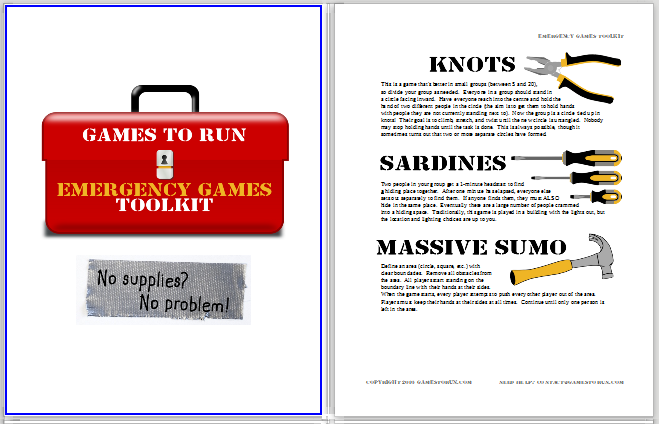 GAMES TO RUN
EMERGENCY GAMES
TOOLKIT
No supplies?
No problem!
EMERGENCY GAMES TOOLKIT
KNOTS
This is a game that's better in small groups (between 5 and 20),
so divide your group as needed. Everyone in a group should stand in
a circle facing inward. Have everyone reach into the centre and hold the
hand of two different people in the circle (the aim is to get them to hold hands
with people they are not currently standing next to). Now the group is a circle tied up in
knots! Their goal is to climb, stretch, and twist until the new circle is untangled. Nobody
may stop holding hands until the task is done. This is always possible, though it
sometimes turns out that two or more separate circles have formed
SARDINES
Two people in your group get a 1-minute headstart to find
a hiding place together. After one minute has elapsed, everyone else
sets out separately to find them. If anyone finds them, they must ALSO
hide in the same place. Eventually there are a large number of people crammed
into a hiding space. Traditionally, this game is played in a building with the lights out, but
the location and lighting choices are up to you.
MASSIVE SUMO
Define an area (circle, square, etc.) with
clear boundaries. Remove all obstacles from
the area. All players start standing on the
boundary line with their hands at their sides.
When the game starts, every player attempts to push every other player out of the area.
Players must keep their hands at their sides at all times. Continue until only one person is
left in the area.
COPYRIGHT GAMESTORUN.COM
NEED HELP?